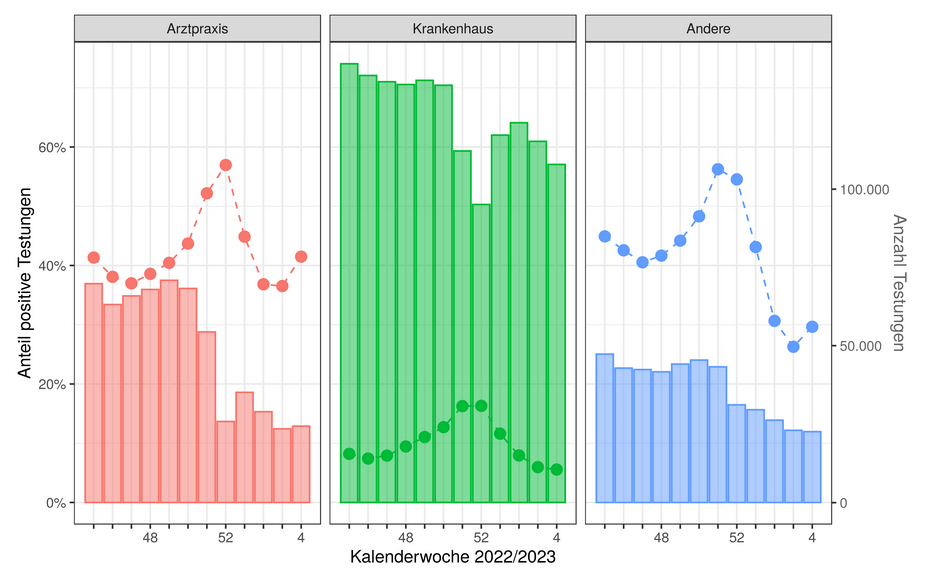 Arztpraxis
Krankenhaus
Andere
60%
40%
20%
0%
Anteil positive Testungen
100.000
50.000
0
Anzahl Testungen
48 52 4
48 52 4
48 52 4
Kalenderwoche 2022/2023